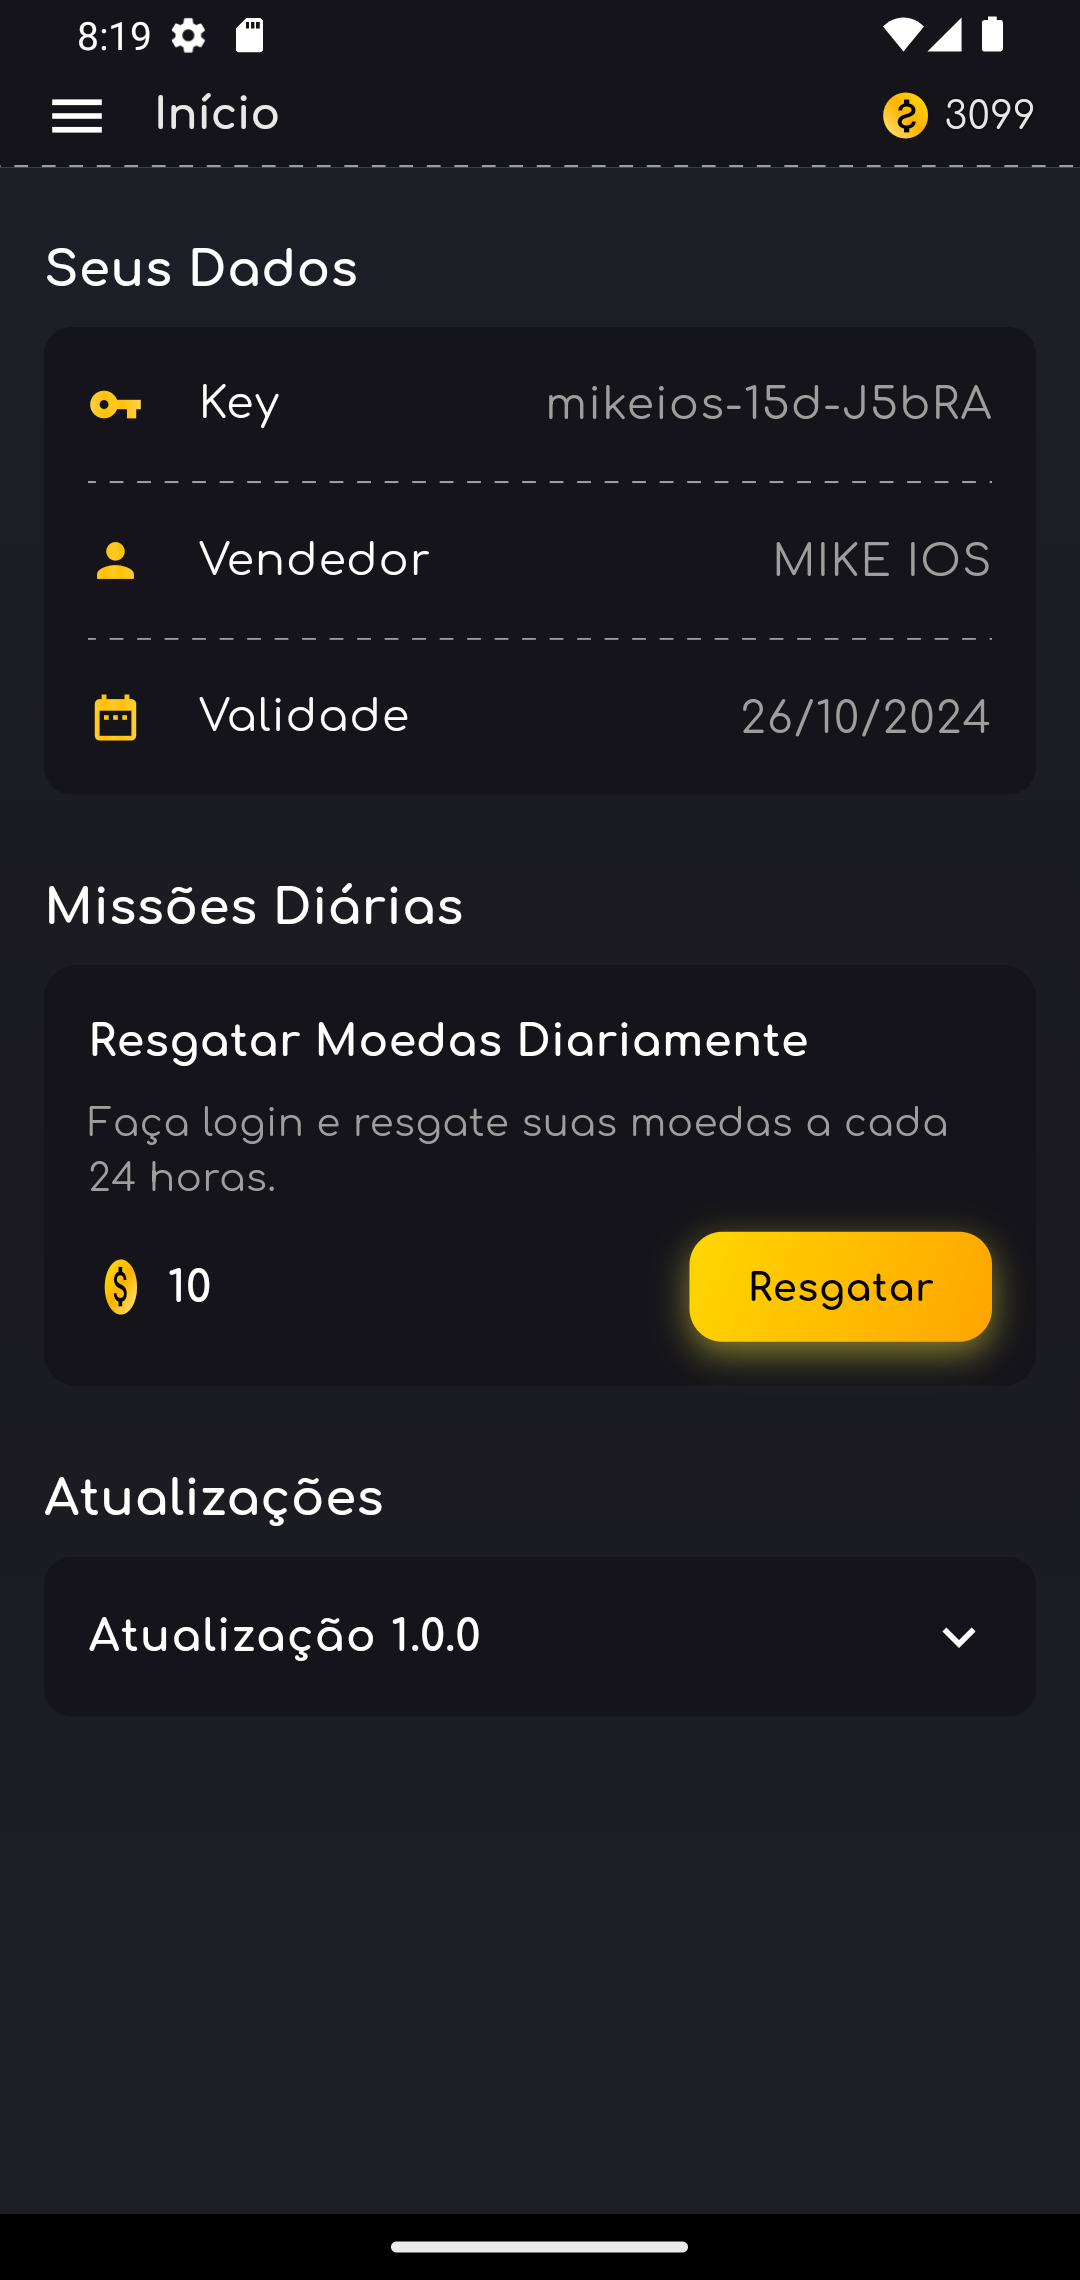 8:19
Início
3099
Seus Dados
Key
mikeios-15d-J5bRA
Vendedor
MIKE IOS
Validade
26/10/2024
Missões Diárias
Resgatar Moedas Diariamente
Faça login e resgate suas moedas a cada
24 horas.
10
Resgatar
Atualizações
Atualização 1.0.0